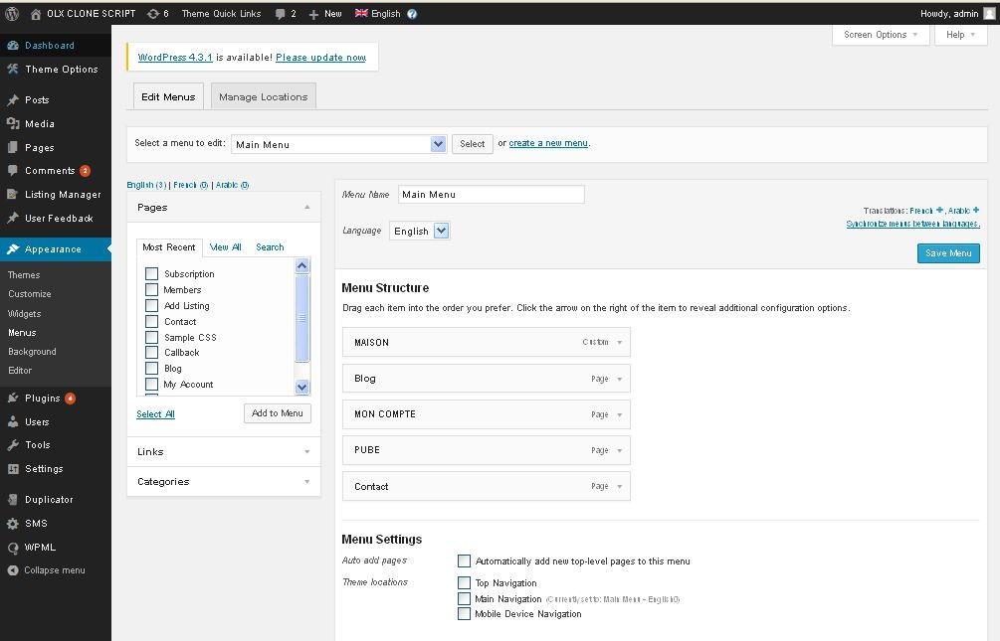 OLX CLONE SCRIPT 6 Theme Quick Links 2 New English Howdy, admin
Screen Options Help
Dashboard
Theme Options
Posts
Media
Pages
Comments 2
Listing Manager
User Feedback
Appearance
Themes
Customize
Widgets
Menus
Background
Editor
Plugins 4
Users
Tools
Settings
Duplicator
SMS
WPML
Collapse menu
WordPress 4.3.1 is available! Please update now.
Edit Menus Manage Locations
Select a menu to edit: Main Menu Select or create a new menu.
English (3) | French (0) | Arabic (0)
Pages
Most Recent View All Search
Subscription
Members
Add Listing
Contact
Sample CSS
Callback
Blog
My Account
Select All Add to Menu
Links
Categories
Menu Name Main Menu
Language English
Translations: French + , Arabic +
Synchronize menus between languages.
Save Menu
Menu Structure
Drag each item into the order you prefer. Click the arrow on the right of the item to reveal additional configuration options.
MAISON Custom
Blog Page
MON COMPTE Page
PUBE Page
Contact Page
Menu Settings
Auto add pages Automatically add new top-level pages to this menu
Theme locations Top Navigation
Main Navigation (Currently set to: Main Menu - English0)
Mobile Device Navigation